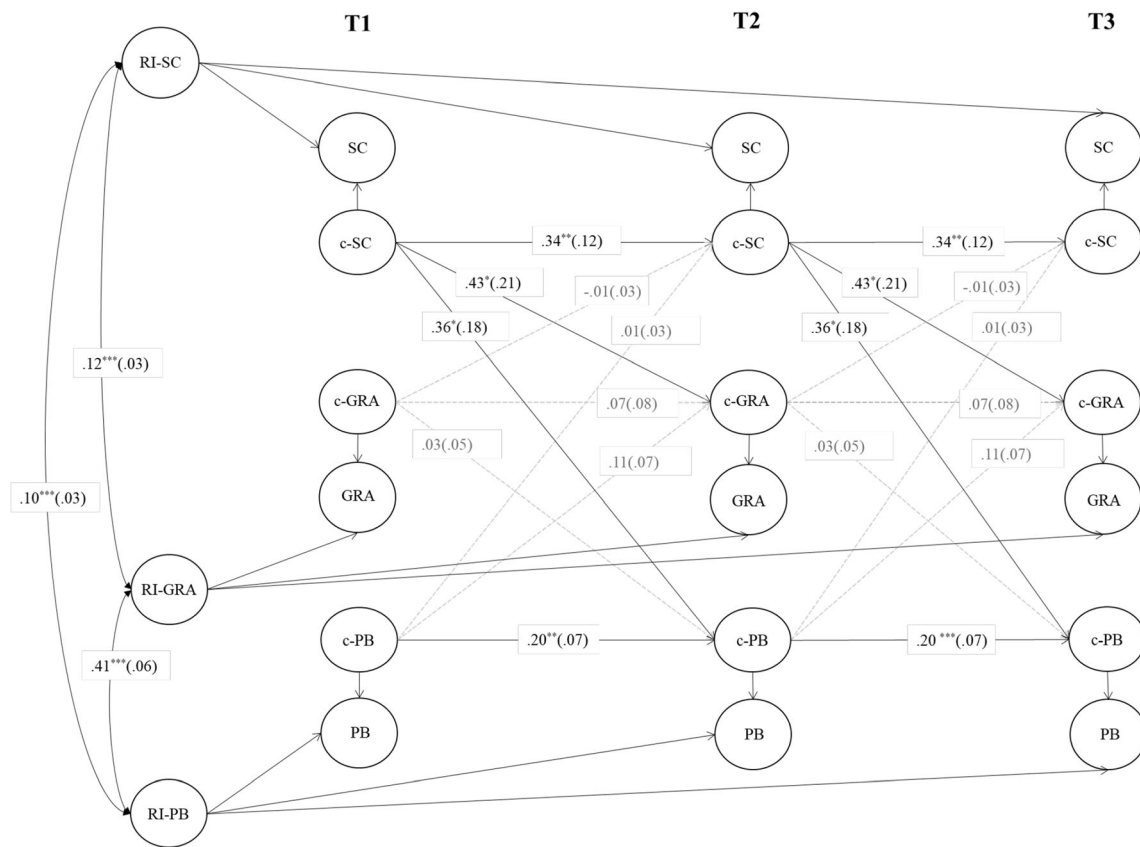 T1 T2 T3
RI-SC
SC SC SC
c-SC .34**(.12) c-SC .34**(.12) c-SC
.43*(.21) -.01(.03) .43*(.21) -.01(.03)
.36*(.18) .01(.03) .36*(.18) .01(.03)
.12***(.03)
c-GRA .07(.08) c-GRA .07(.08) c-GRA
.03(.05) .11(.07) .03(.05) .11(.07)
.10***(.03)
GRA GRA GRA
RI-GRA
c-PB .20**(.07) c-PB .20***(.07) c-PB
.41***(.06)
PB PB PB
RI-PB